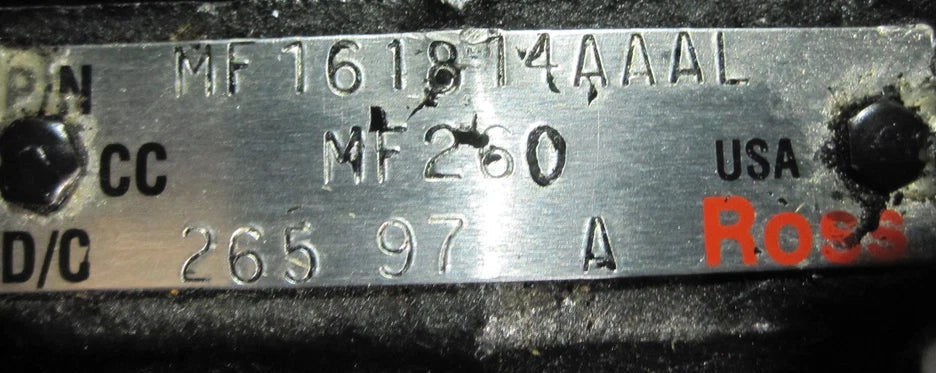 P/N MF161814AAAL
CC MF260 USA
D/C 265 97 A Ross